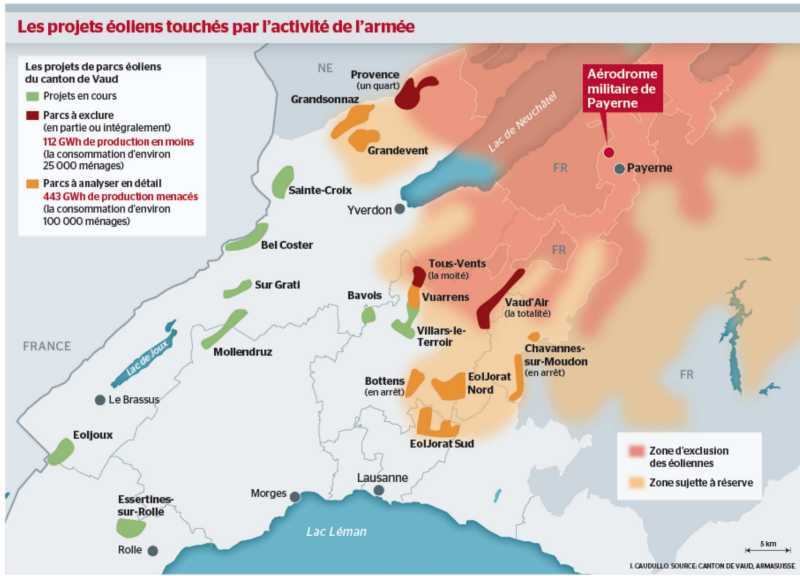 Les projets éoliens touchés par l'activité de l'armée
Les projets de parcs éoliens
du canton de Vaud
Projets en cours
Parcs à exclure
(en partie ou intégralement)
112 GWh de production en moins
(la consommation d'environ
25 000 ménages)
Parcs à analyser en détail
443 GWh de production menacés
(la consommation d'environ
100 000 ménages)
NE
Provence
(un quart)
Grandsonnaz
Grandevent
Aérodrome
militaire de
Payerne
Lac de Neuchâtel
FR
Payerne
Sainte-Croix
Yverdon
Bel Coster
FR
Tous-Vents
(la moité)
Sur Grati
Bavois
Vuarrens
Vaud'Air
(la totalité)
Villars-le-
Terroir
Mollendruz
FRANCE
Lac de Joux
Chavannes-
sur-Moudon
(en arrêt)
FR
Bottens
(en arrêt)
EolJorat
Nord
Le Brassus
EolJorat Sud
Eoljoux
Zone d'exclusion
des éoliennes
Zone sujette à réserve
Lausanne
Morges
Essertines-
sur-Rolle
Rolle
Lac Léman
5 km
I. CAUDULLO. SOURCE: CANTON DE VAUD, ARMASUISSE